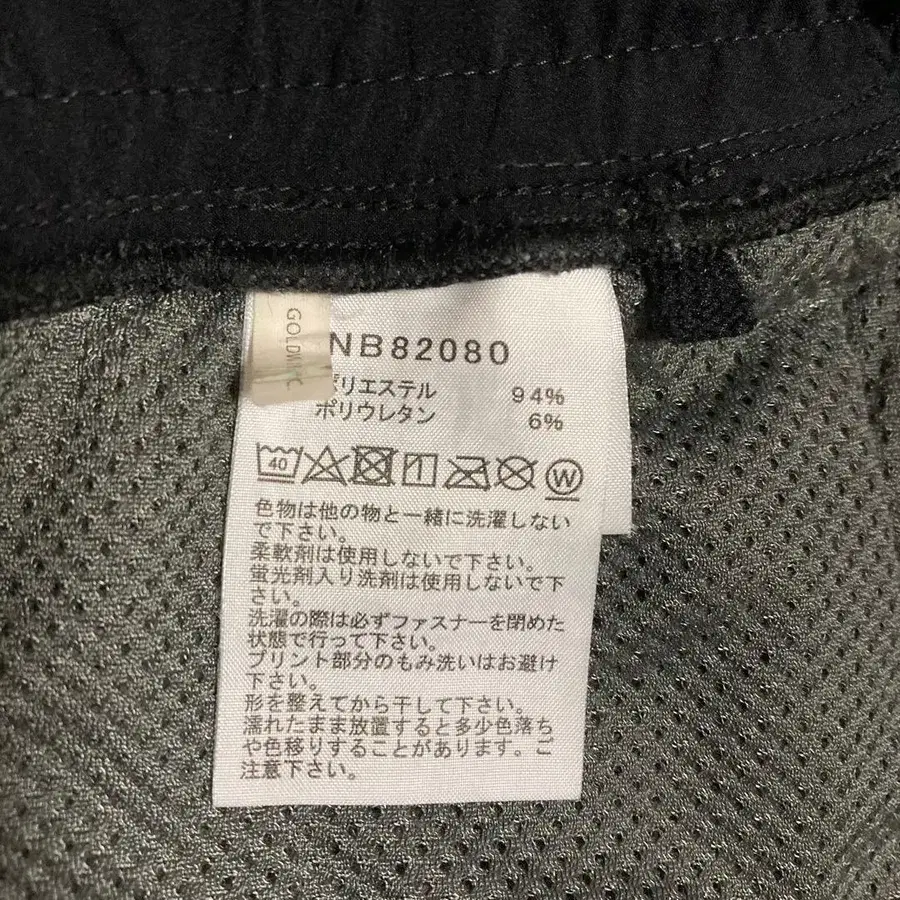 GOLDW
NB82080
ポリエステル 94%
ポリウレタン 6%
40
W
色物は他の物と一緒に洗濯しない
で下さい。
柔軟剤は使用しないで下さい。
蛍光剤入り洗剤は使用しないで下
さい。
洗濯の際は必ずファスナーを閉めた
状態で行って下さい。
プリント部分のもみ洗いはお避け
下さい。
形を整えてから干して下さい。
濡れたまま放置すると多少色落ち
や色移りすることがあります。ご
注意下さい。